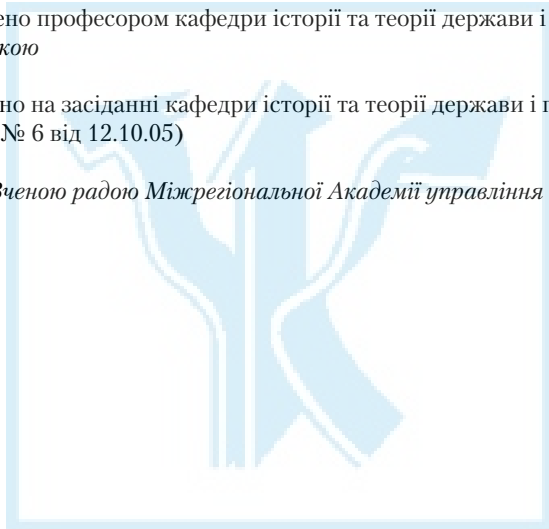 ено професором кафедри історії та теорії держави і
кою
но на засіданні кафедри історії та теорії держави і
№ 6 від 12.10.05)
Вченою радою Міжрегіональної Академії управління